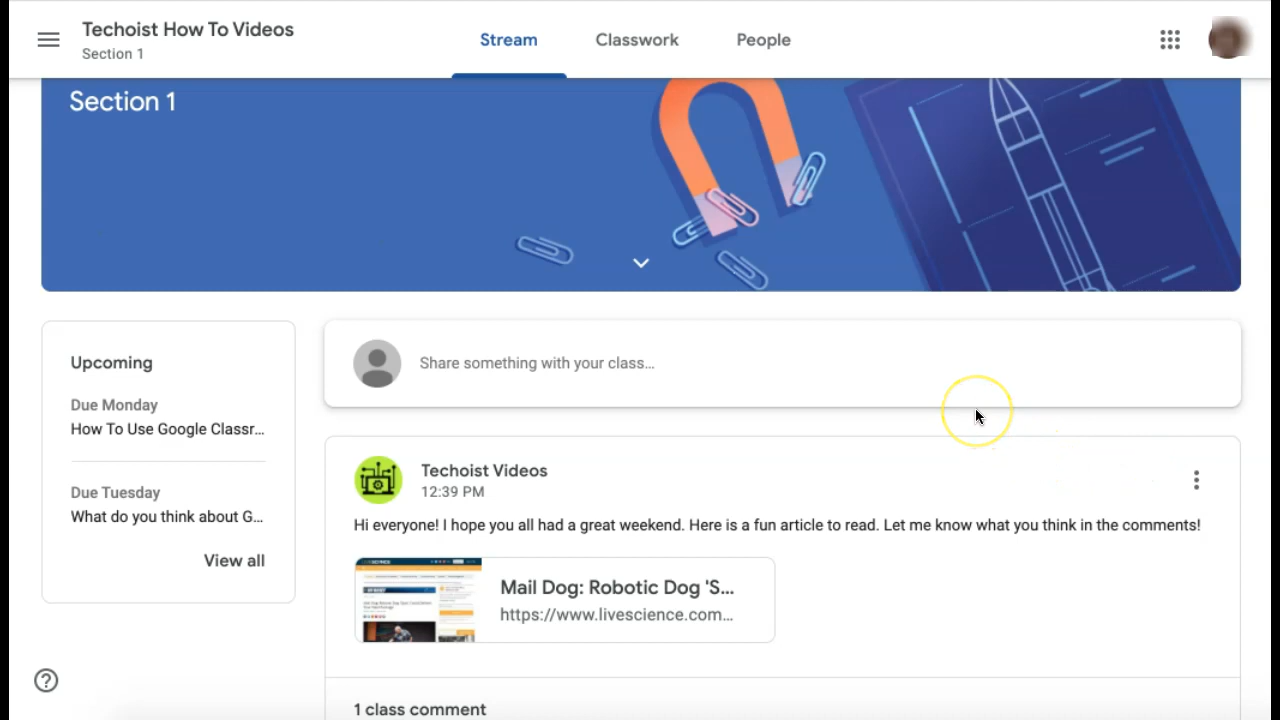 Techoist How To Videos
Section 1
Stream
Classwork
People
Section 1
Upcoming
Due Monday
How To Use Google Classr...
Due Tuesday
What do you think about G...
View all
Share something with your class...
Techoist Videos
12:39 PM
Hi everyone! I hope you all had a great weekend. Here is a fun article to read. Let me know what you think in the comments!
Mail Dog: Robotic Dog 'S...
https://www.livescience.com...
1 class comment